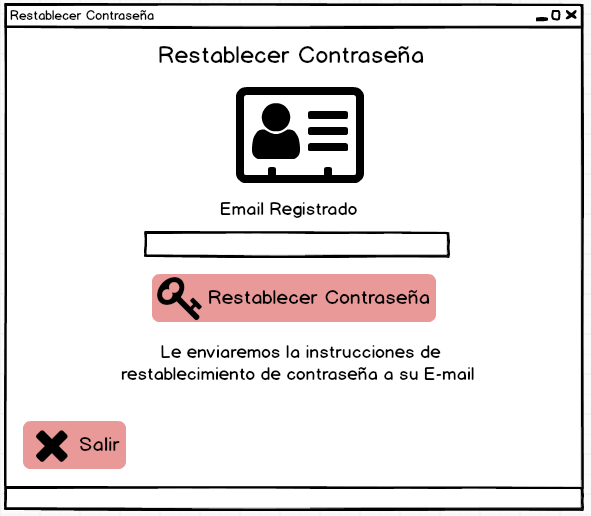 Restablecer Contraseña
Restablecer Contraseña
Email Registrado
Restablecer Contraseña
Le enviaremos la instrucciones de
restablecimiento de contraseña a su E-mail
Salir